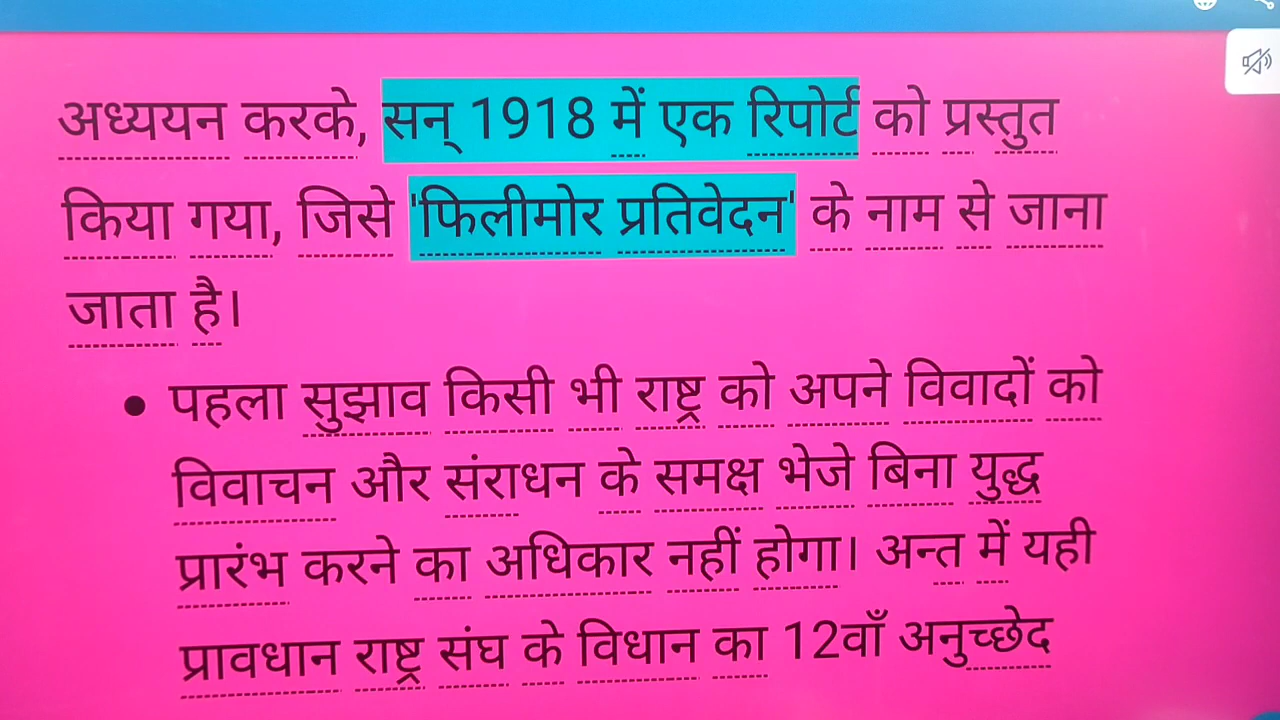 अध्ययन करके, सन् 1918 में एक रिपोर्ट को प्रस्तुत
किया गया, जिसे 'फिलीमोर प्रतिवेदन' के नाम से जाना
जाता है।
• पहला सुझाव किसी भी राष्ट्र को अपने विवादों को
विवाचन और संराधन के समक्ष भेजे बिना युद्ध
प्रारंभ करने का अधिकार नहीं होगा। अन्त में यही
प्रावधान राष्ट्र संघ के विधान का 12वाँ अनुच्छेद